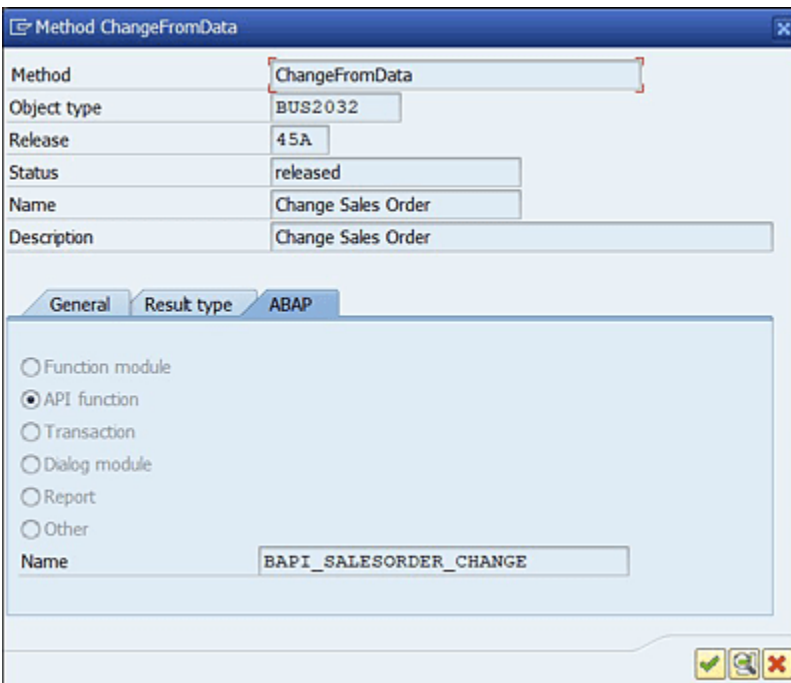 Method ChangeFromData
Method ChangeFromData
Object type BUS2032
Release 45A
Status released
Name Change Sales Order
Description Change Sales Order
General Result type ABAP
Function module
API function
Transaction
Dialog module
Report
Other
Name BAPI_SALESORDER_CHANGE